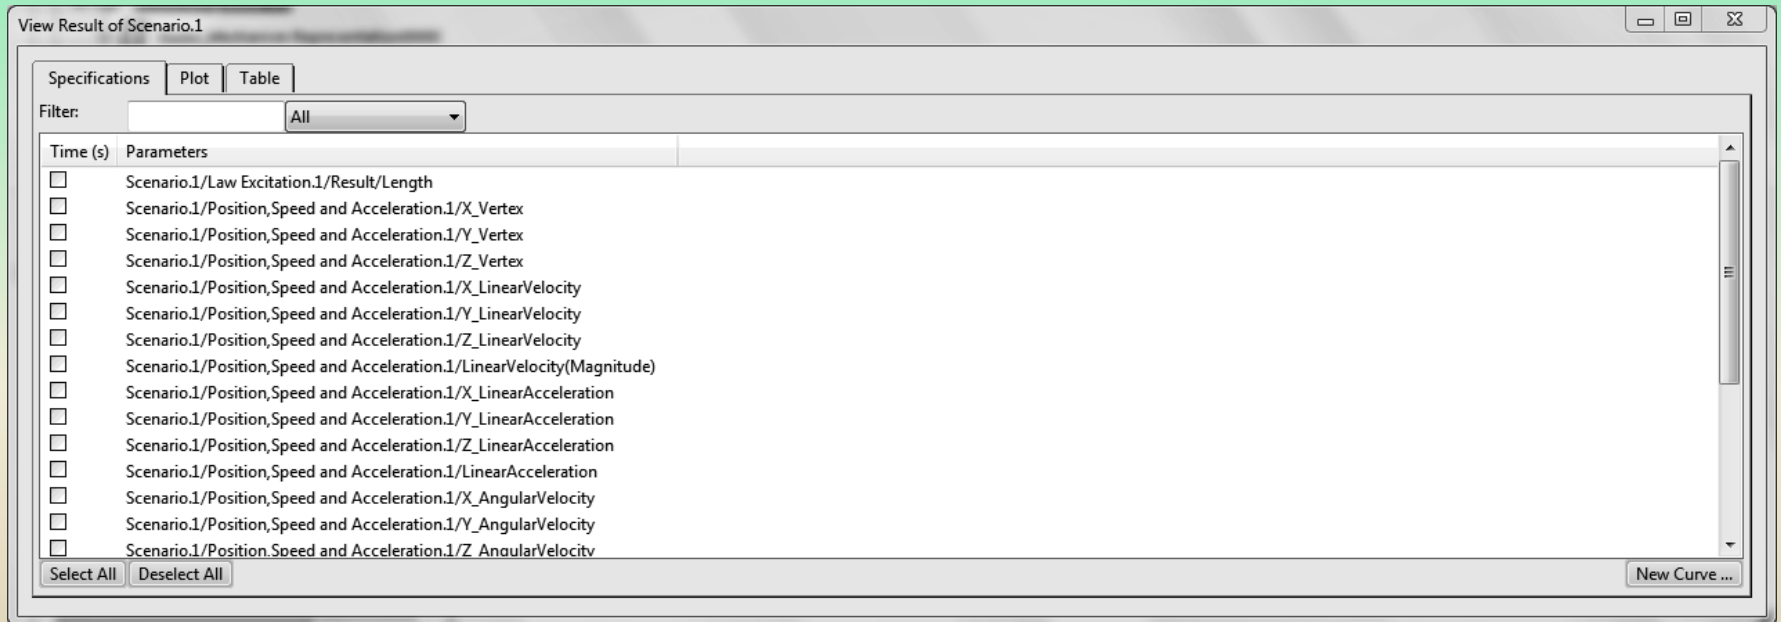 View Result of Scenario.1
Specifications Plot Table
Filter: All
Time (s) Parameters
Scenario.1/Law Excitation.1/Result/Length
Scenario.1/Position,Speed and Acceleration.1/X_Vertex
Scenario.1/Position,Speed and Acceleration.1/Y_Vertex
Scenario.1/Position,Speed and Acceleration.1/Z_Vertex
Scenario.1/Position,Speed and Acceleration.1/X_LinearVelocity
Scenario.1/Position,Speed and Acceleration.1/Y_LinearVelocity
Scenario.1/Position,Speed and Acceleration.1/Z_LinearVelocity
Scenario.1/Position,Speed and Acceleration.1/LinearVelocity(Magnitude)
Scenario.1/Position,Speed and Acceleration.1/X_LinearAcceleration
Scenario.1/Position,Speed and Acceleration.1/Y_LinearAcceleration
Scenario.1/Position,Speed and Acceleration.1/Z_LinearAcceleration
Scenario.1/Position,Speed and Acceleration.1/LinearAcceleration
Scenario.1/Position,Speed and Acceleration.1/X_AngularVelocity
Scenario.1/Position,Speed and Acceleration.1/Y_AngularVelocity
Scenario.1/Position,Speed and Acceleration.1/Z_AngularVelocity
Select All Deselect All New Curve ...